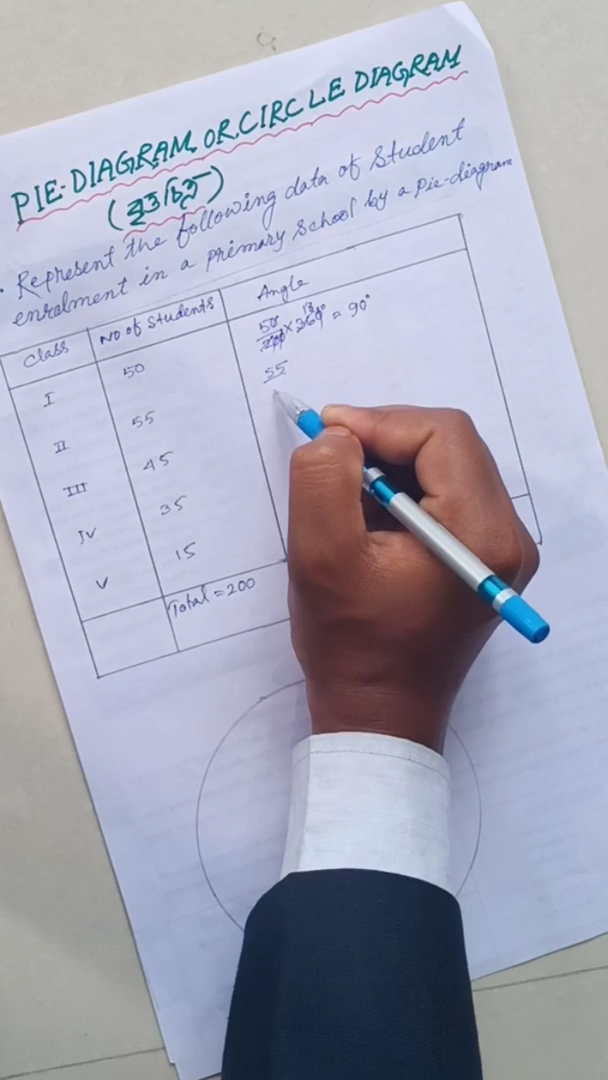 PIE-DIAGRAM OR CIRCLE DIAGRAM
Represent the following data of Student
enrolment in a primary School by a pie-diagram
Class No of Students Angle
I 50 50/200 × 360° = 90°
II 55 55
III 45
IV 35
V 15
Total = 200